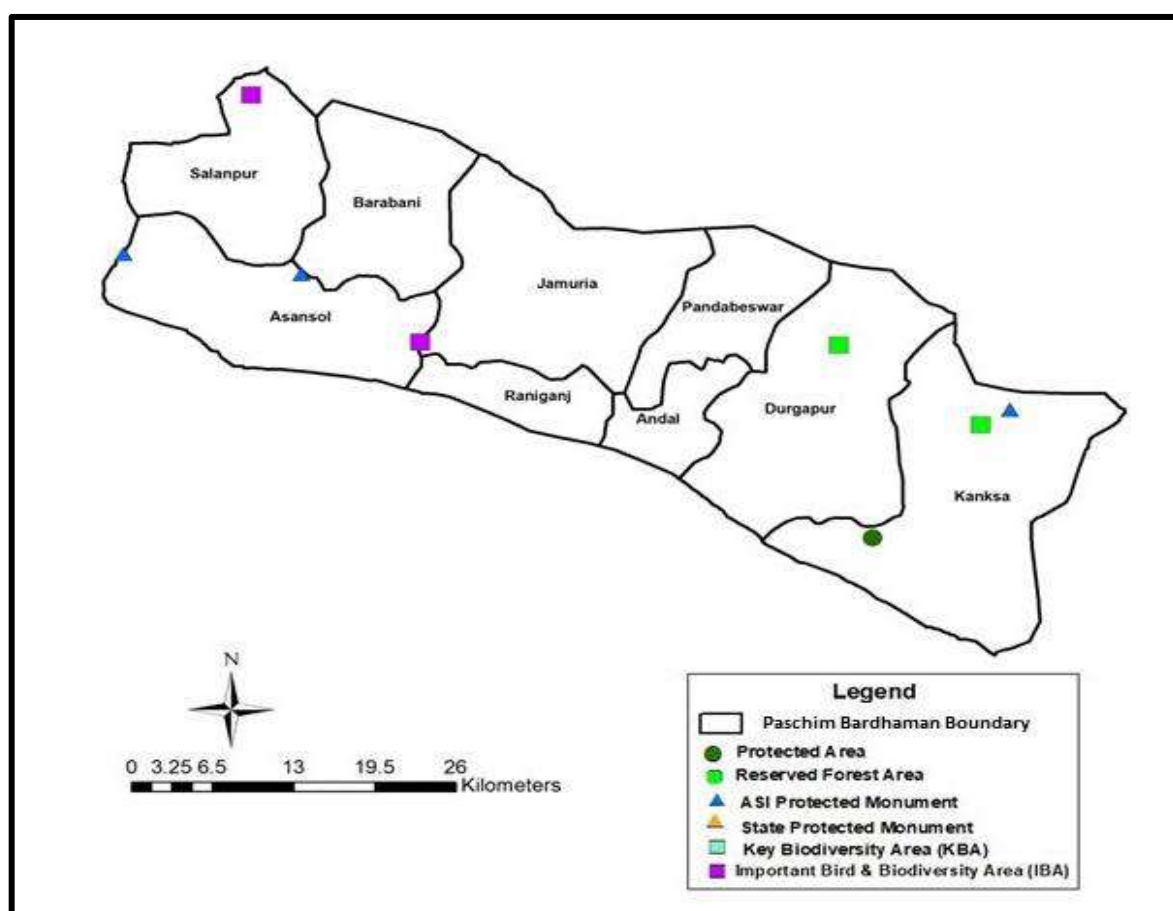 Salanpur
Barabani
Jamuria
Pandabeswar
Asansol
Raniganj
Andal
Durgapur
Kanksa
N
0 3.25 6.5 13 19.5 26
Kilometers
Legend
Paschim Bardhaman Boundary
Protected Area
Reserved Forest Area
ASI Protected Monument
State Protected Monument
Key Biodiversity Area (KBA)
Important Bird & Biodiversity Area (IBA)